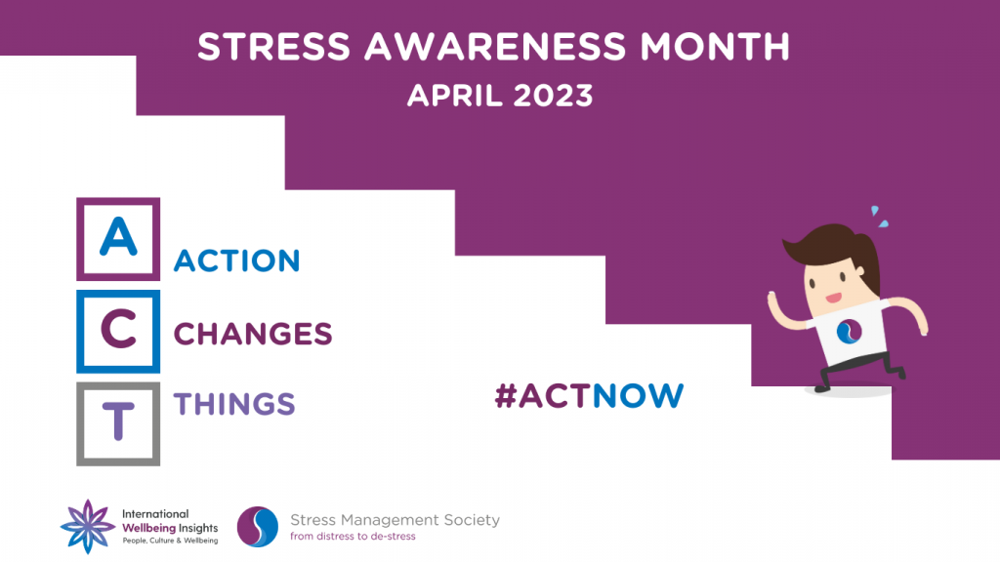 STRESS AWARENESS MONTH
APRIL 2023
A
ACTION
C
CHANGES
T
THINGS
#ACTNOW
International
Wellbeing Insights
People, Culture & Wellbeing
Stress Management Society
from distress to de-stress